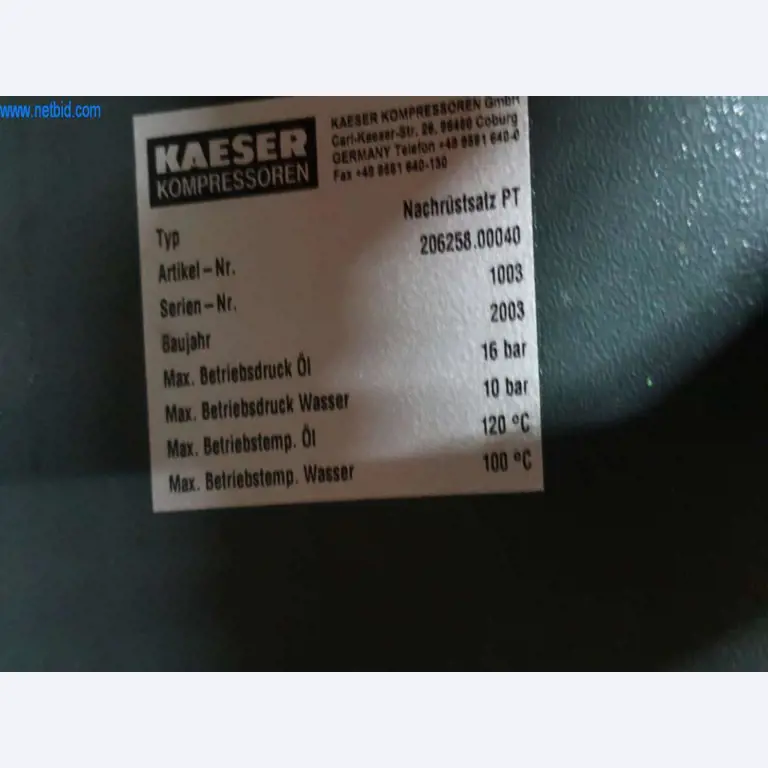 www.netbid.com
KAESER
KOMPRESSOREN
KAESER KOMPRESSOREN GmbH
Carl-Kaeser-Str. 26, 96450 Coburg
GERMANY Telefon +49 9561 640-0
Fax +49 9561 640-130
Typ Nachrüstsatz PT
Artikel-Nr. 206258.00040
Serien-Nr. 1003
Baujahr 2003
Max. Betriebsdruck Öl 16 bar
Max. Betriebsdruck Wasser 10 bar
Max. Betriebstemp. Öl 120 °C
Max. Betriebstemp. Wasser 100 °C